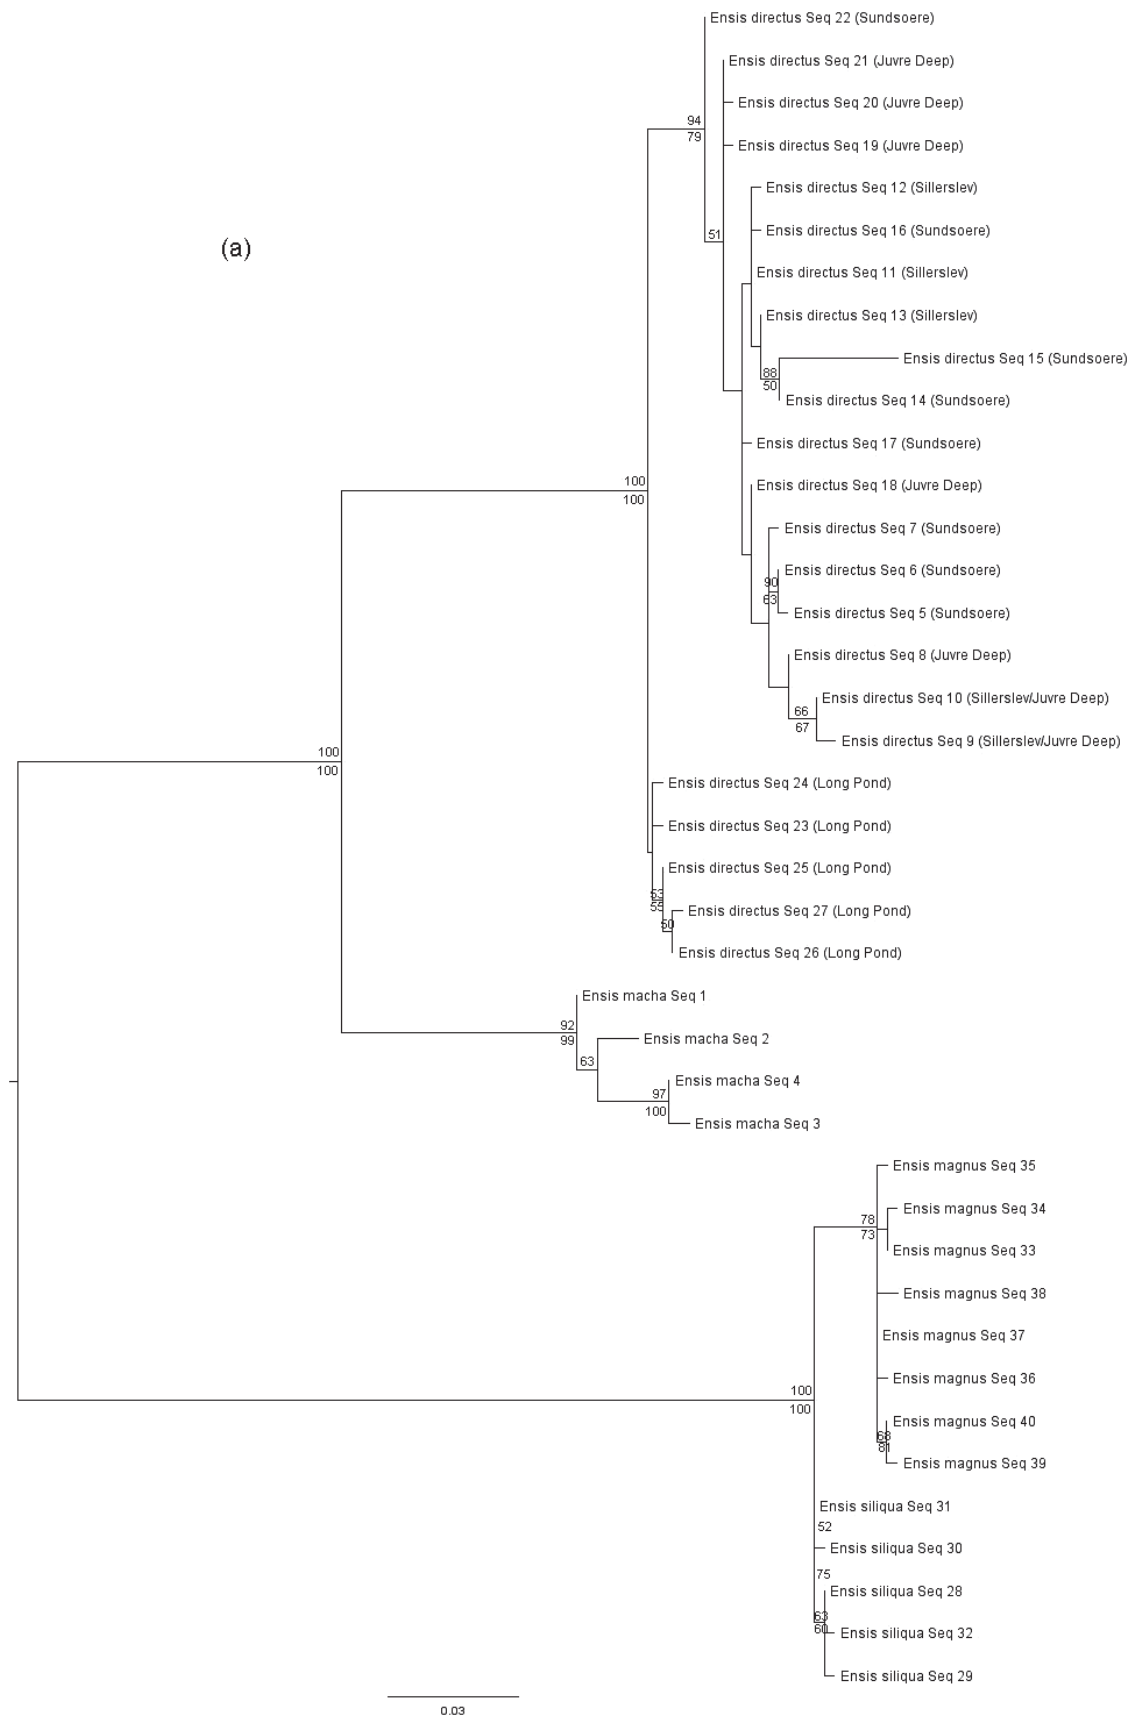 Ensis directus Seq 22 (Sundsoere)
Ensis directus Seq 21 (Juvre Deep)
Ensis directus Seq 20 (Juvre Deep)
94
79
Ensis directus Seq 19 (Juvre Deep)
Ensis directus Seq 12 (Sillerslev)
Ensis directus Seq 16 (Sundsoere)
51
(a)
Ensis directus Seq 11 (Sillerslev)
Ensis directus Seq 13 (Sillerslev)
Ensis directus Seq 15 (Sundsoere)
88
50
Ensis directus Seq 14 (Sundsoere)
Ensis directus Seq 17 (Sundsoere)
100
100
Ensis directus Seq 18 (Juvre Deep)
Ensis directus Seq 7 (Sundsoere)
Ensis directus Seq 6 (Sundsoere)
90
63
Ensis directus Seq 5 (Sundsoere)
Ensis directus Seq 8 (Juvre Deep)
Ensis directus Seq 10 (Sillerslev/Juvre Deep)
66
67
Ensis directus Seq 9 (Sillerslev/Juvre Deep)
100
100
Ensis directus Seq 24 (Long Pond)
Ensis directus Seq 23 (Long Pond)
Ensis directus Seq 25 (Long Pond)
53
55
Ensis directus Seq 27 (Long Pond)
50
Ensis directus Seq 26 (Long Pond)
Ensis macha Seq 1
92
99
Ensis macha Seq 2
63
Ensis macha Seq 4
97
100
Ensis macha Seq 3
Ensis magnus Seq 35
Ensis magnus Seq 34
78
73
Ensis magnus Seq 33
Ensis magnus Seq 38
Ensis magnus Seq 37
Ensis magnus Seq 36
100
100
Ensis magnus Seq 40
68
81
Ensis magnus Seq 39
Ensis siliqua Seq 31
52
Ensis siliqua Seq 30
75
Ensis siliqua Seq 28
63
60
Ensis siliqua Seq 32
Ensis siliqua Seq 29
0.03